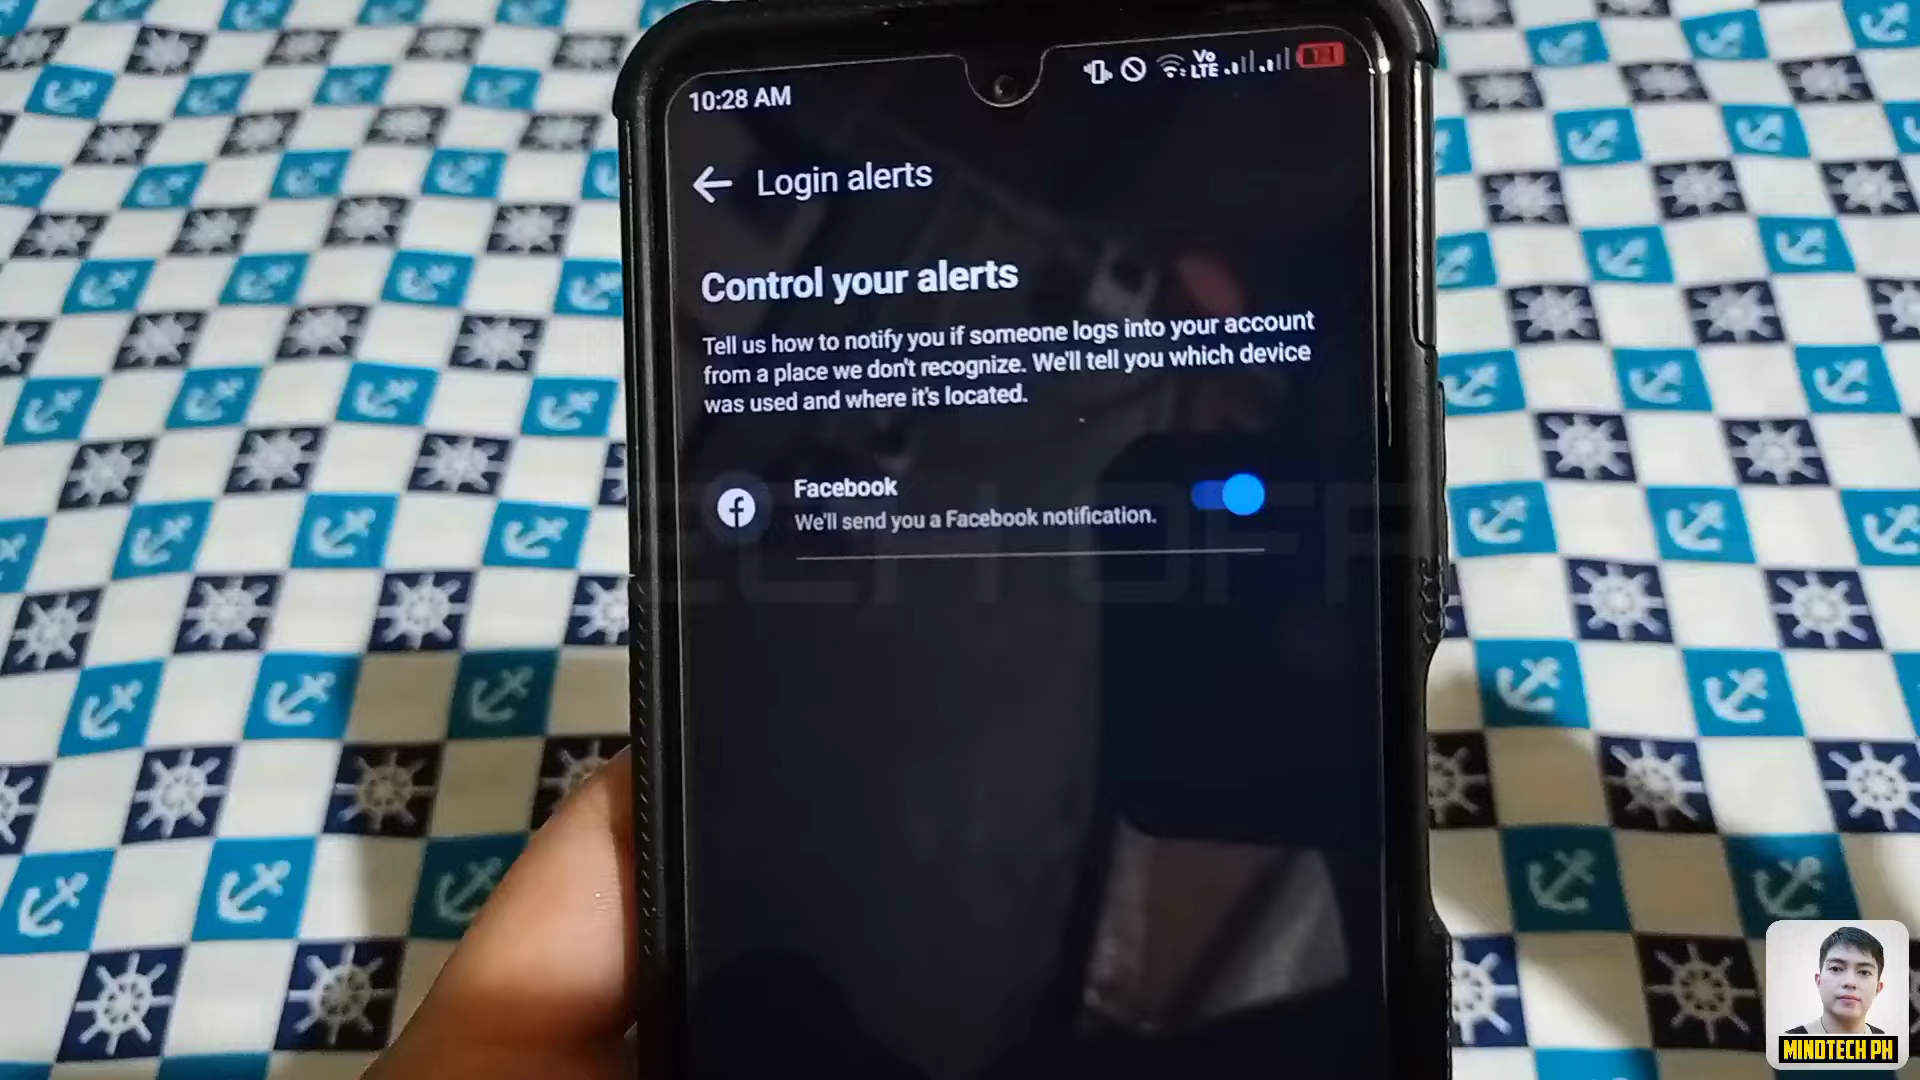 10:28 AM
Vo
LTE
Login alerts
Control your alerts
Tell us how to notify you if someone logs into your account
from a place we don't recognize. We'll tell you which device
was used and where it's located.
Facebook
We'll send you a Facebook notification.
MINDTECH PH